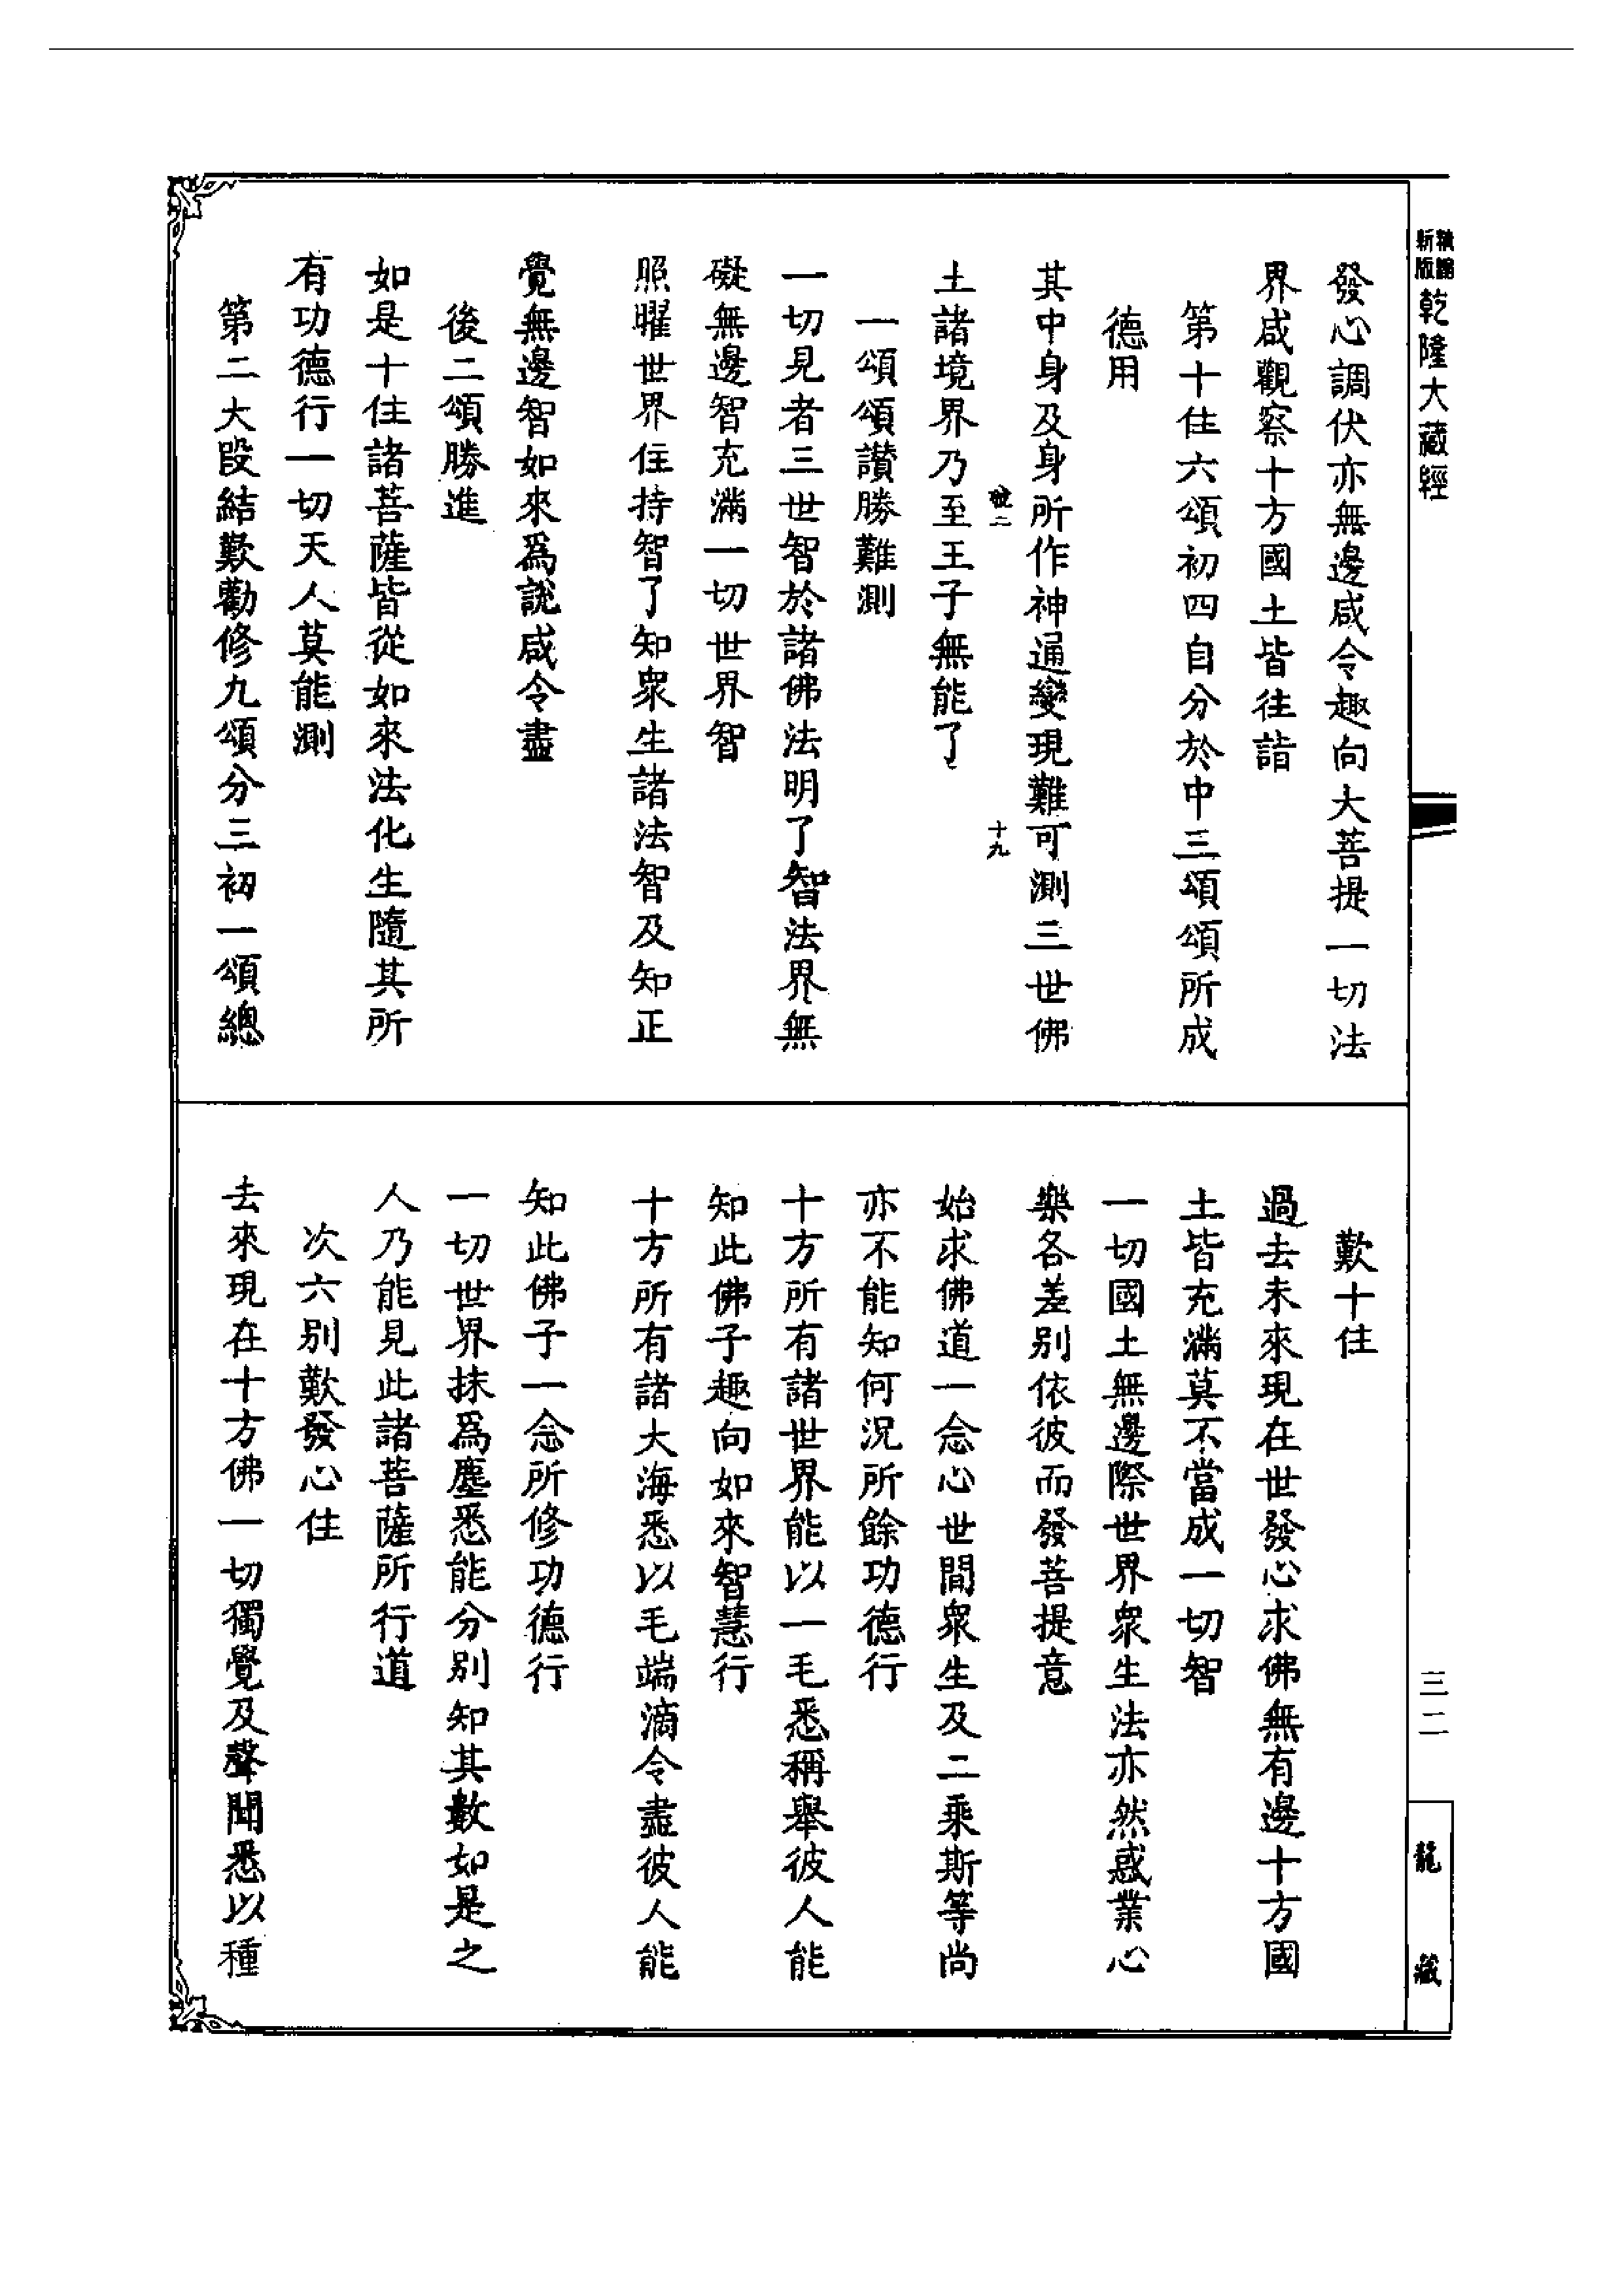 新編
新版
乾隆大藏經
三二
龍藏
發心調伏亦無邊咸令趣向大菩提一切法
界咸觀察十方國土皆往詣
第十住六頌初四自分於中三頌頌所成
德用
其中身及身所作神通變現難可測三世佛
十九
土諸境界乃至王子無能了
一頌頌讚勝難測
一切見者三世智於諸佛法明了智法界無
礙無邊智充滿一切世界智
照曜世界住持智了知眾生諸法智及知正
覺無邊智如來爲說咸令盡
後二頌勝進
如是十住諸菩薩皆從如來法化生隨其所
有功德行一切天人莫能測
第二大段結歎勸修九頌分三初一頌總
歎十住
過去未來現在世發心求佛無有邊十方國
土皆充滿莫不當成一切智
一切國土無邊際世界衆生法亦然惑業心
樂各差別依彼而發菩提意
始求佛道一念心世間衆生及二乘斯等尚
亦不能知何況所餘功德行
十方所有諸世界能以一毛悉稱舉彼人能
知此佛子趣向如來智慧行
十方所有諸大海悉以毛端滴令盡彼人能
知此佛子一念所修功德行
一切世界抹爲塵悉能分別知其數如是之
人乃能見此諸菩薩所行道
次六別歎發心住
去來現在十方佛一切獨覺及聲聞悉以種